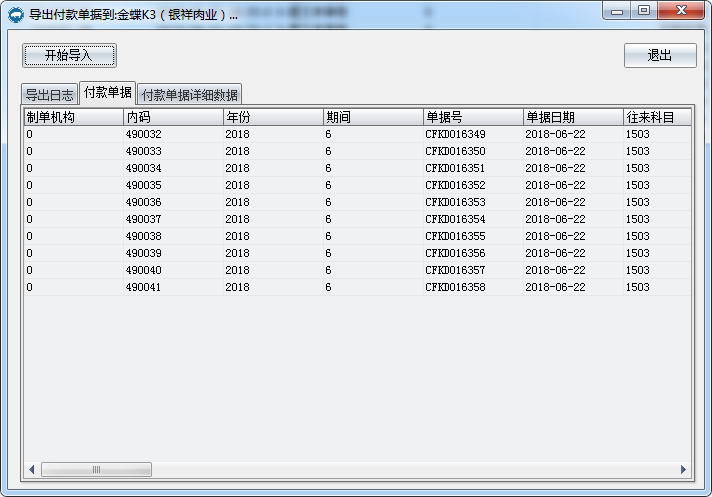 导出付款单据到:金蝶K3（银祥肉业）...
开始导入 退出
导出日志 付款单据 付款单据详细数据
制单机构 内码 年份 期间 单据号 单据日期 往来科目
0 490032 2018 6 CFKD016349 2018-06-22 1503
0 490033 2018 6 CFKD016350 2018-06-22 1503
0 490034 2018 6 CFKD016351 2018-06-22 1503
0 490035 2018 6 CFKD016352 2018-06-22 1503
0 490036 2018 6 CFKD016353 2018-06-22 1503
0 490037 2018 6 CFKD016354 2018-06-22 1503
0 490038 2018 6 CFKD016355 2018-06-22 1503
0 490039 2018 6 CFKD016356 2018-06-22 1503
0 490040 2018 6 CFKD016357 2018-06-22 1503
0 490041 2018 6 CFKD016358 2018-06-22 1503